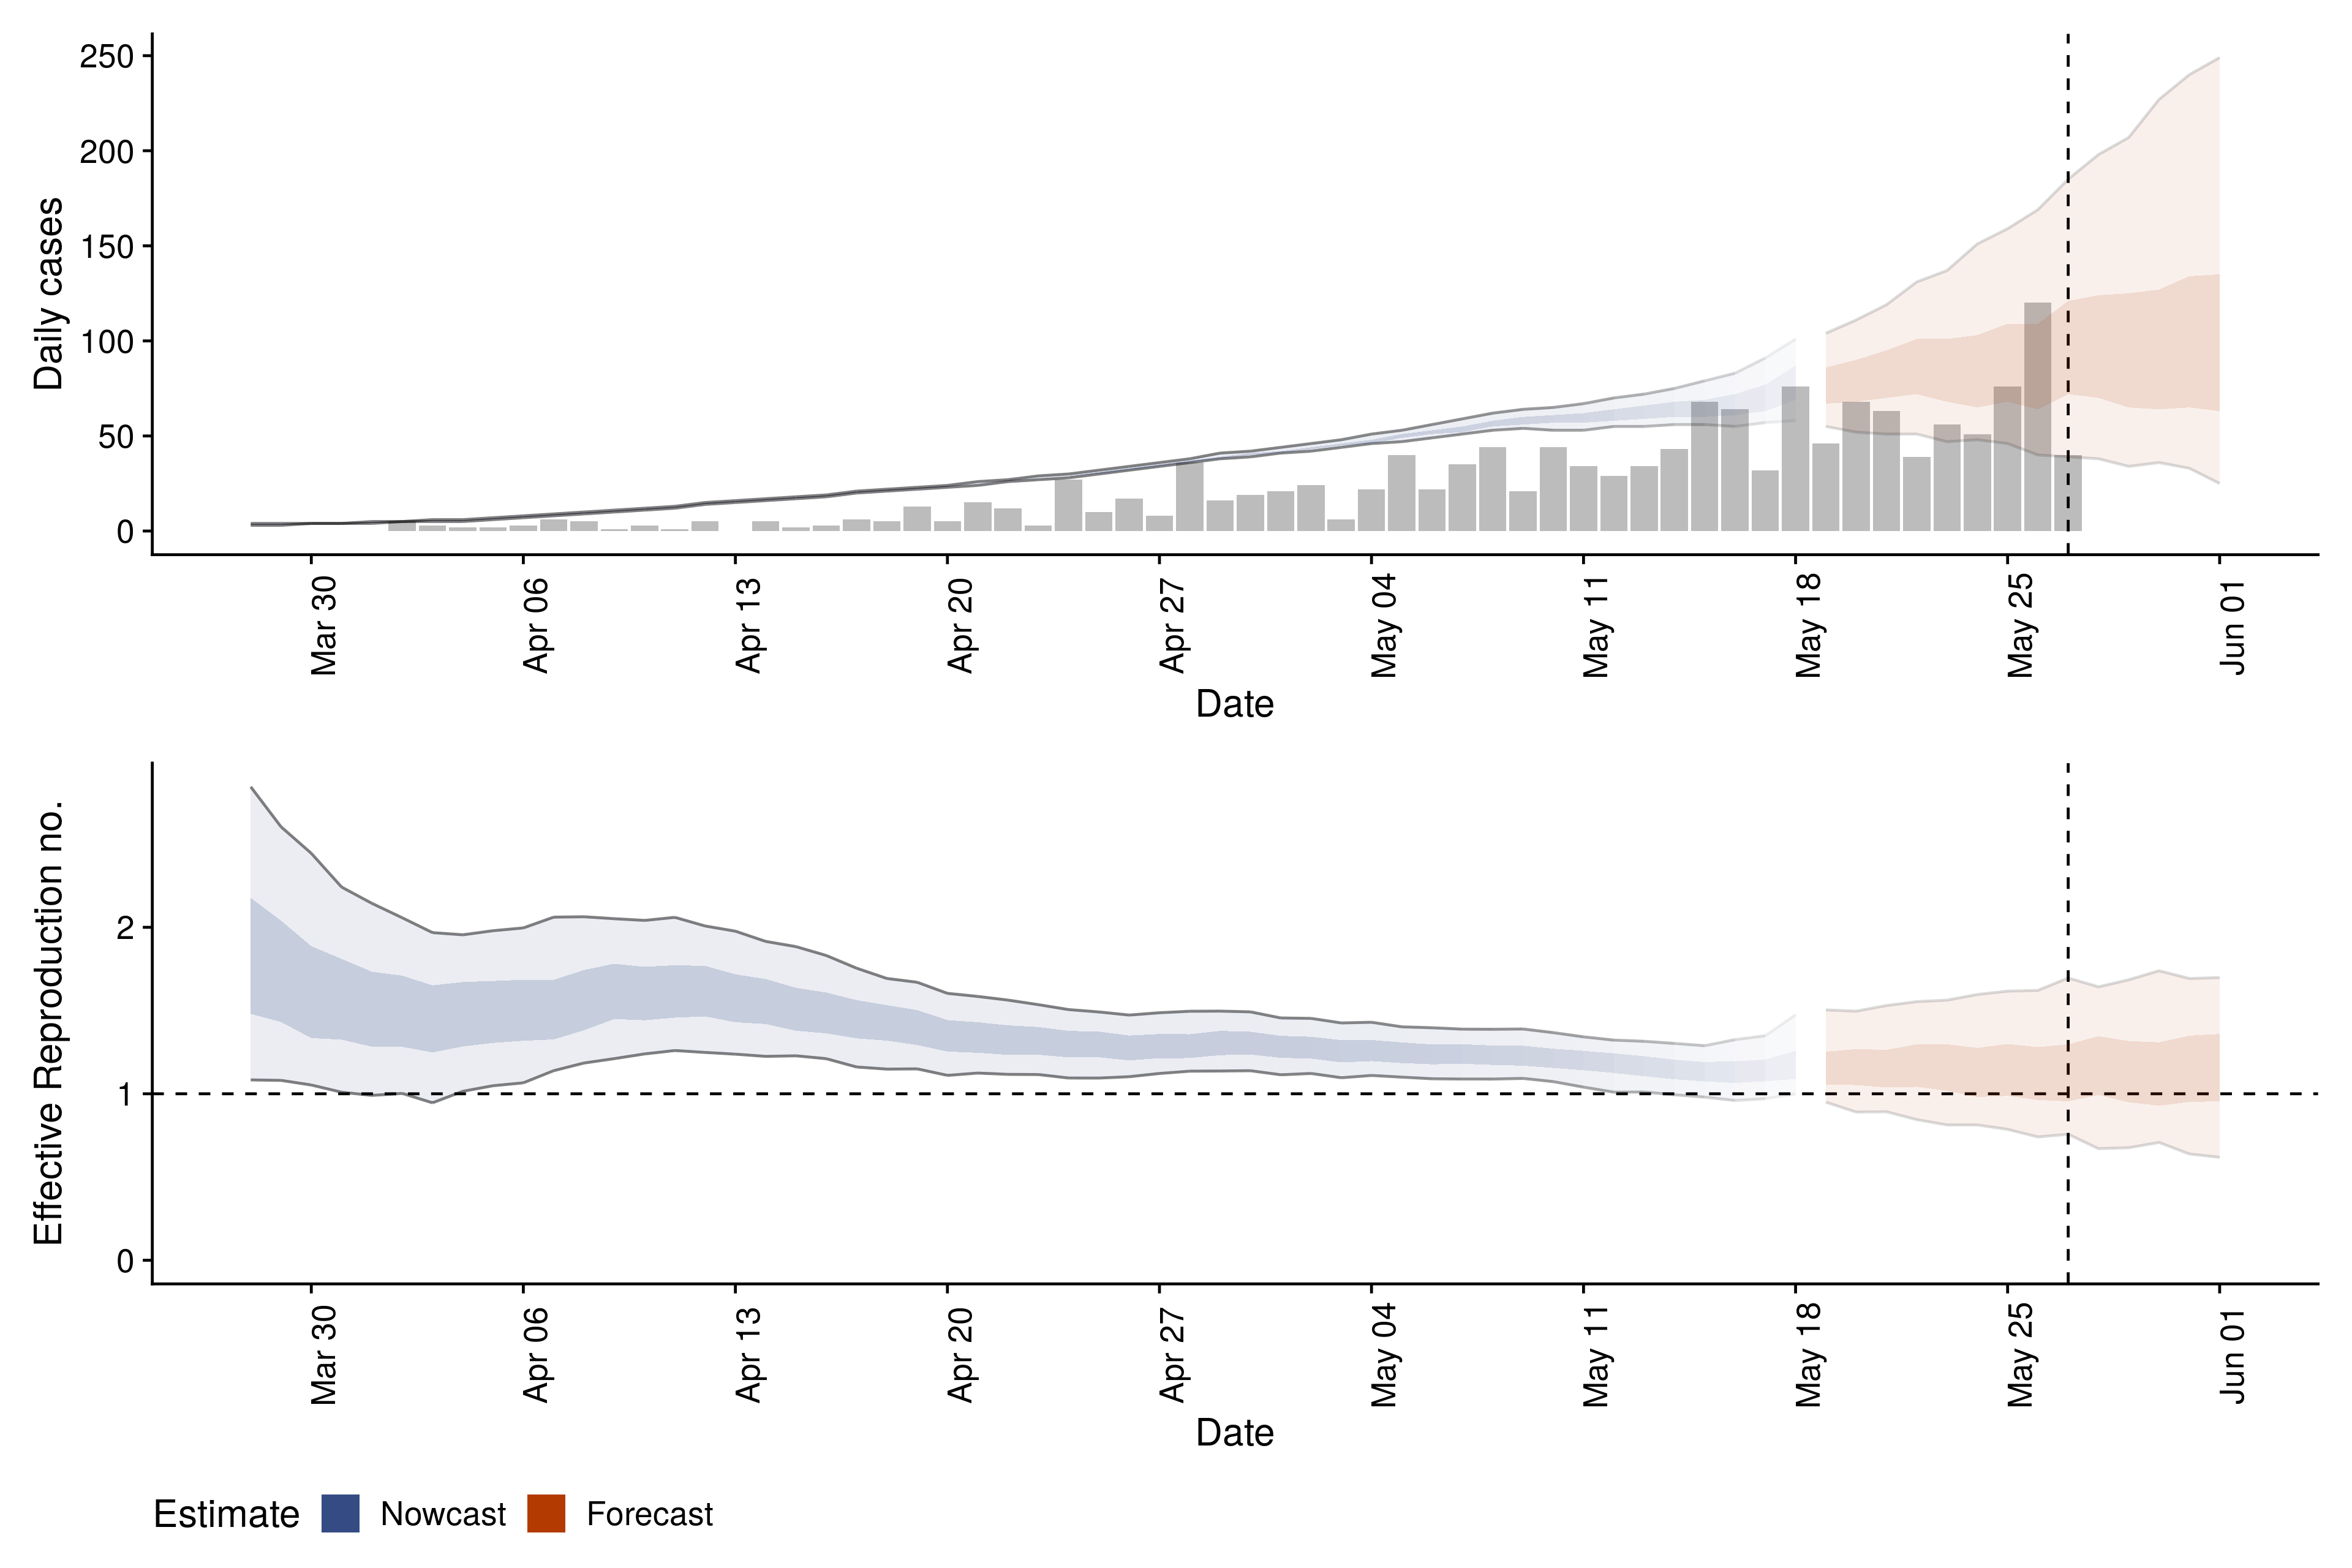 250
200
150
100
50
0
Daily cases
Mar 30
Apr 06
Apr 13
Apr 20
Apr 27
May 04
May 11
May 18
May 25
Jun 01
Date
2
1
0
Effective Reproduction no.
Mar 30
Apr 06
Apr 13
Apr 20
Apr 27
May 04
May 11
May 18
May 25
Jun 01
Date
Estimate Nowcast Forecast